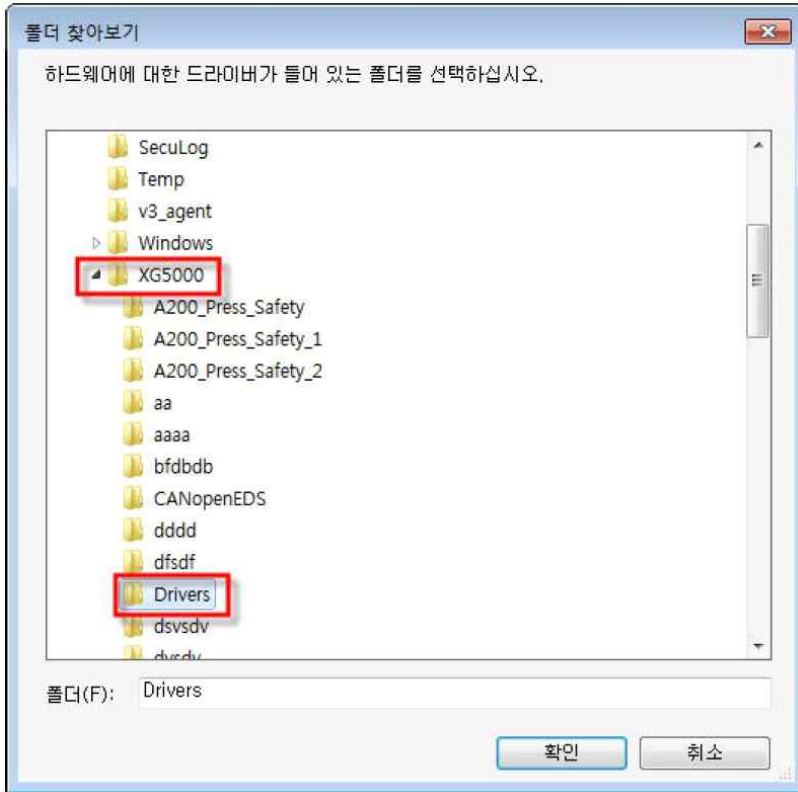 폴더 찾아보기
하드웨어에 대한 드라이버가 들어 있는 폴더를 선택하십시오.
SecuLog
Temp
v3_agent
Windows
XG5000
A200_Press_Safety
A200_Press_Safety_1
A200_Press_Safety_2
aa
aaaa
bfdbdb
CANopenEDS
dddd
dfsdf
Drivers
dsvsdv
폴더(F): Drivers
확인 취소